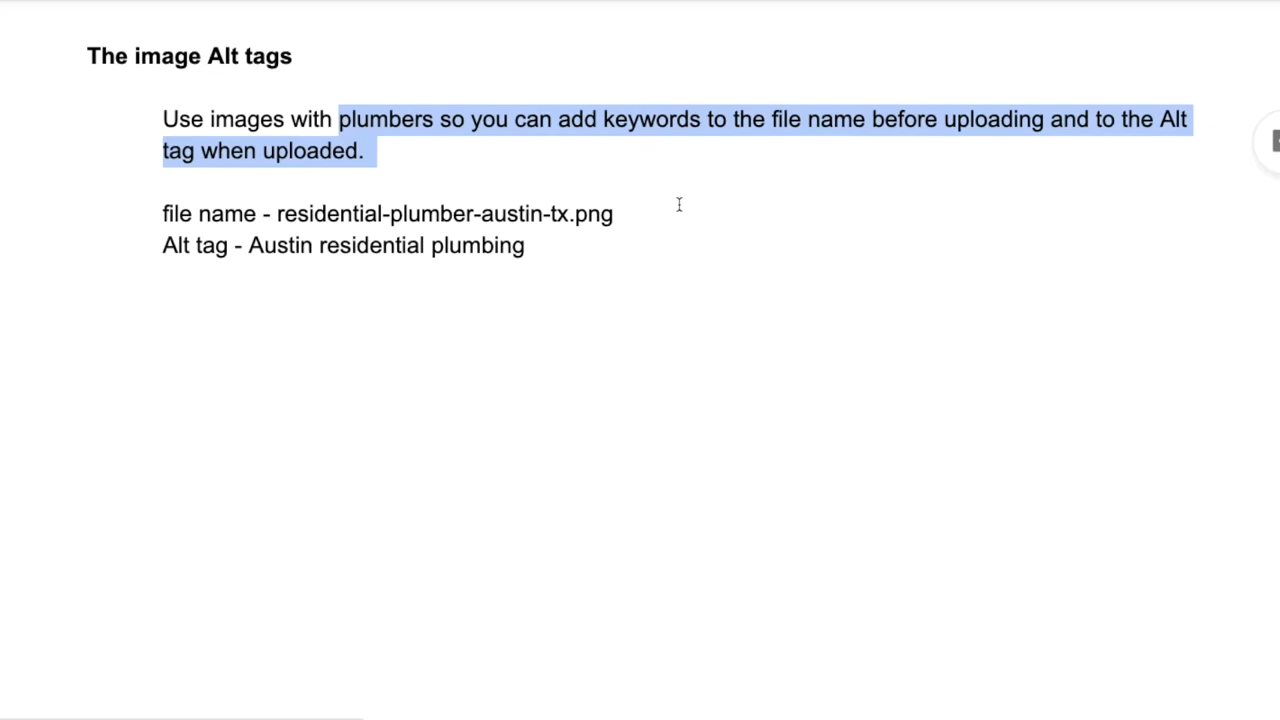 The image Alt tags
Use images with plumbers so you can add keywords to the file name before uploading and to the Alt
tag when uploaded.
file name - residential-plumber-austin-tx.png
Alt tag - Austin residential plumbing